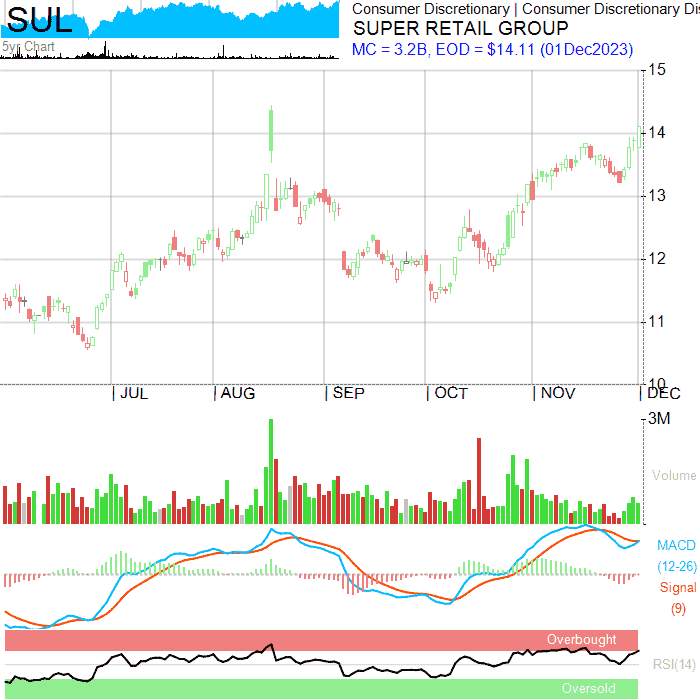 SUL
5yr Chart
Consumer Discretionary | Consumer Discretionary Dis
SUPER RETAIL GROUP
MC = 3.2B, EOD = $14.11 (01Dec2023)
15
14
13
12
11
10
| JUL | AUG | SEP | OCT | NOV | DEC
3M
Volume
MACD
(12-26)
Signal
(9)
Overbought
RSI(14)
Oversold